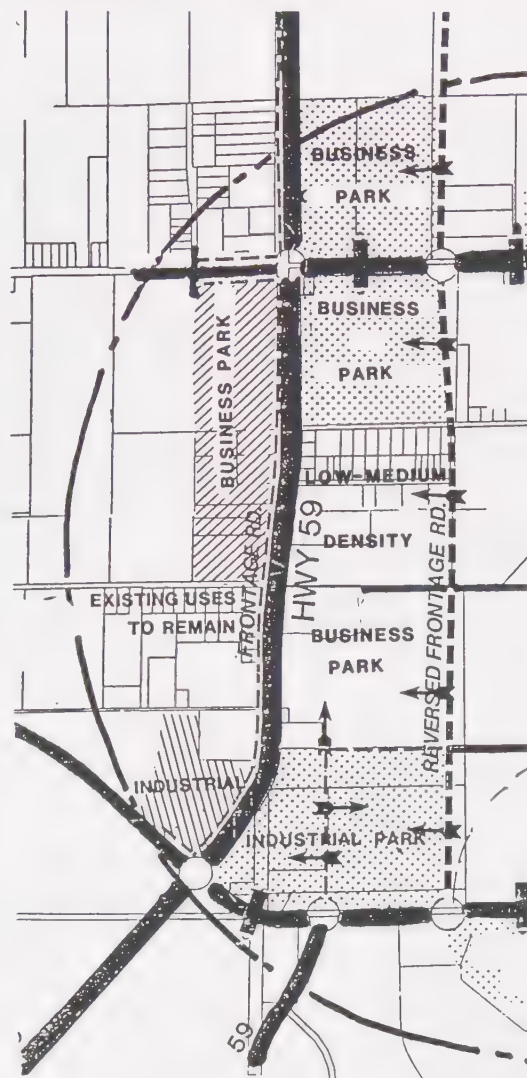 BUSINESS
PARK
BUSINESS
PARK
BUSINESS PARK
LOW-MEDIUM
DENSITY
HWY 59
FRONTAGE RD.
REVERSED FRONTAGE RD.
EXISTING USES
TO REMAIN
BUSINESS
PARK
INDUSTRIAL
INDUSTRIAL PARK
59